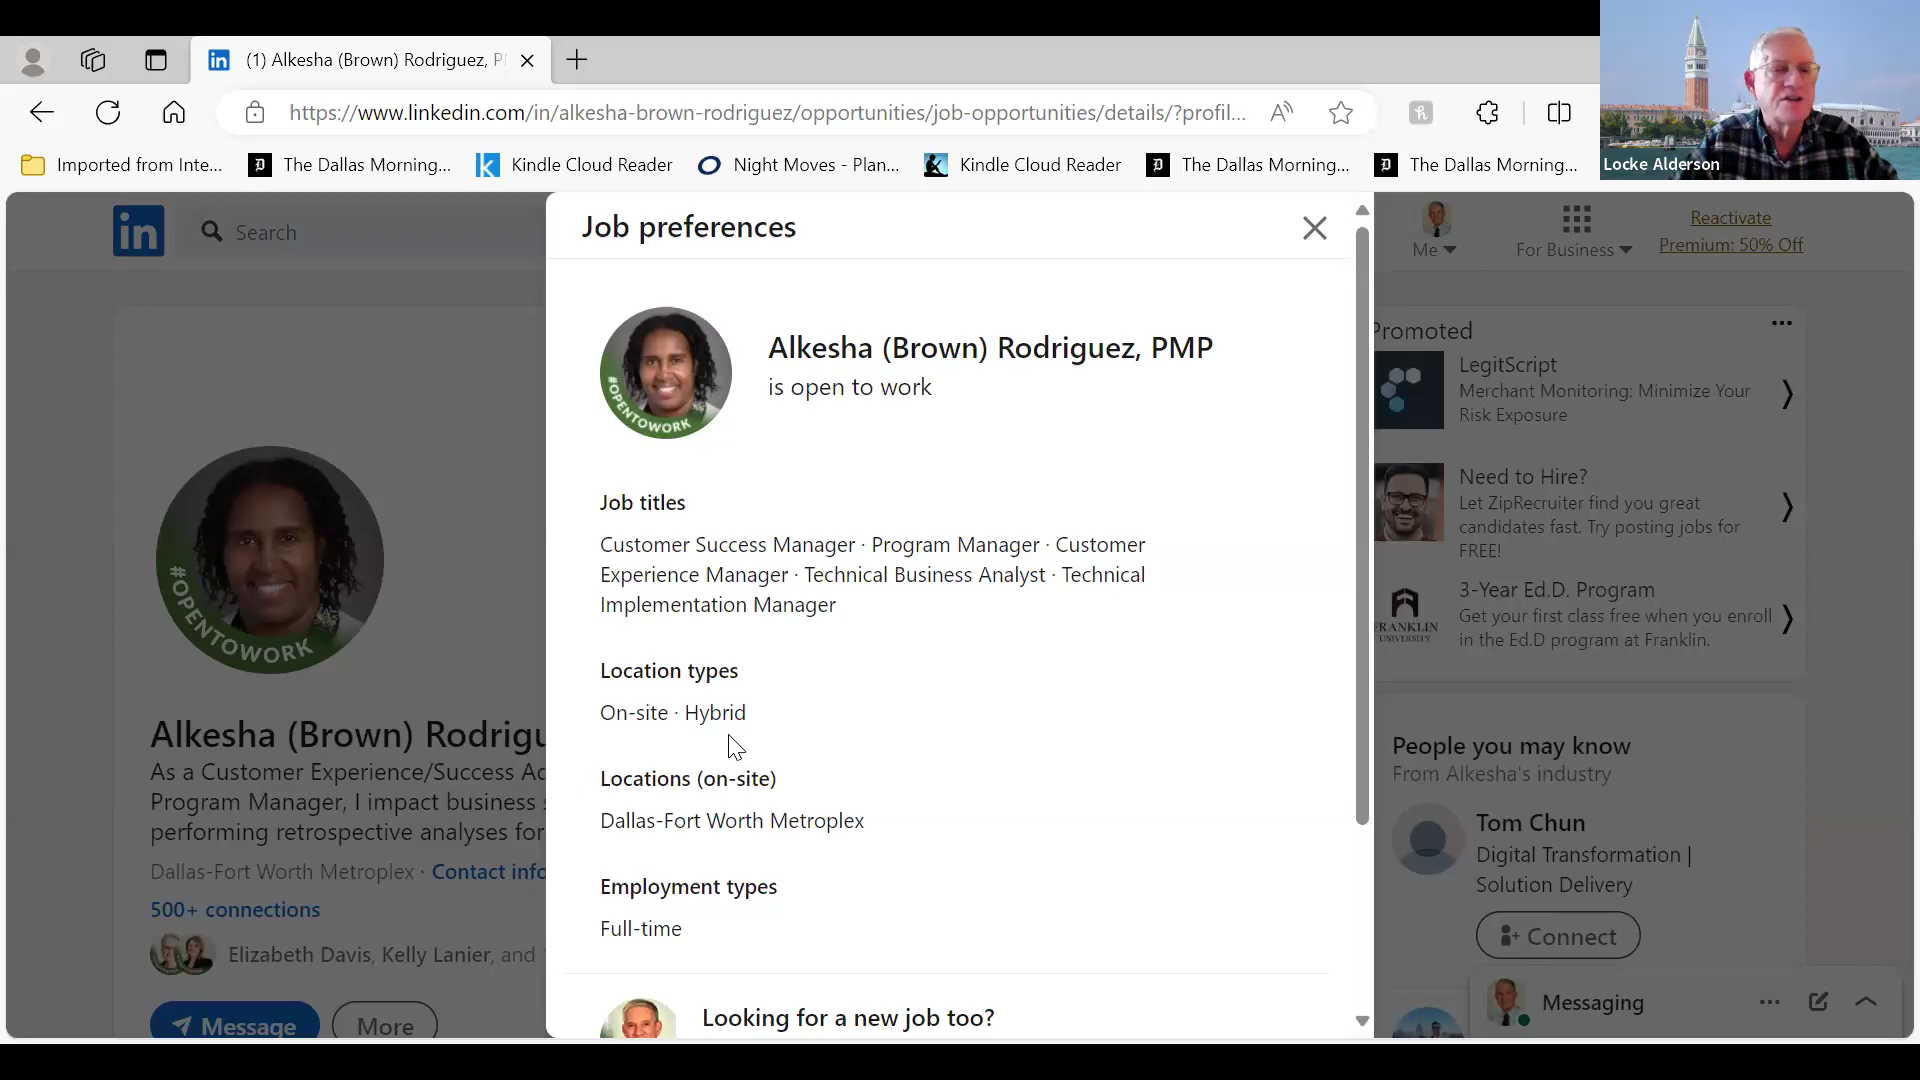 (1) Alkesha (Brown) Rodriguez, P
https://www.linkedin.com/in/alkesha-brown-rodriguez/opportunities/job-opportunities/details/?profil...
Imported from Inte...
The Dallas Morning...
Kindle Cloud Reader
Night Moves - Plan...
Kindle Cloud Reader
The Dallas Morning...
The Dallas Morning...
Locke Alderson
in
Search
Me
For Business
Reactivate
Premium: 50% Off
Job preferences
Alkesha (Brown) Rodriguez, PMP
is open to work
#OPENTOWORK
Job titles
Customer Success Manager · Program Manager · Customer
Experience Manager · Technical Business Analyst · Technical
Implementation Manager
Location types
On-site · Hybrid
Locations (on-site)
Dallas-Fort Worth Metroplex
Employment types
Full-time
Looking for a new job too?
#OPENTOWORK
Alkesha (Brown) Rodrigu
As a Customer Experience/Success Ad
Program Manager, I impact business s
performing retrospective analyses for
Dallas-Fort Worth Metroplex · Contact info
500+ connections
Elizabeth Davis, Kelly Lanier, and
Message
More
Promoted
LegitScript
Merchant Monitoring: Minimize Your
Risk Exposure
Need to Hire?
Let ZipRecruiter find you great
candidates fast. Try posting jobs for
FREE!
3-Year Ed.D. Program
Get your first class free when you enroll
in the Ed.D program at Franklin.
FRANKLIN
UNIVERSITY
People you may know
From Alkesha's industry
Tom Chun
Digital Transformation |
Solution Delivery
Connect
Messaging